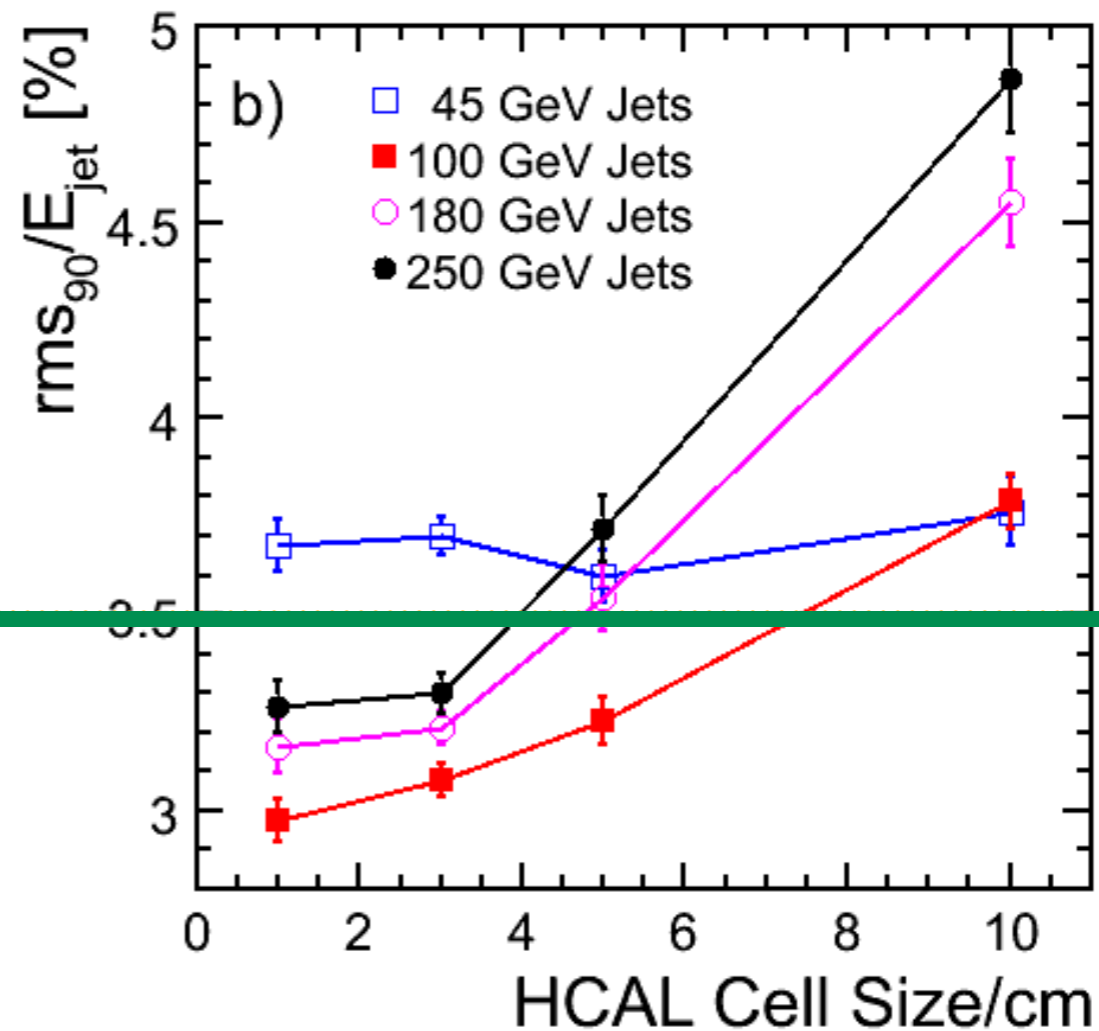 rms90/Ejet [%]
b)
45 GeV Jets
100 GeV Jets
180 GeV Jets
250 GeV Jets
5
4.5
4
3
0 2 4 6 8 10
HCAL Cell Size/cm